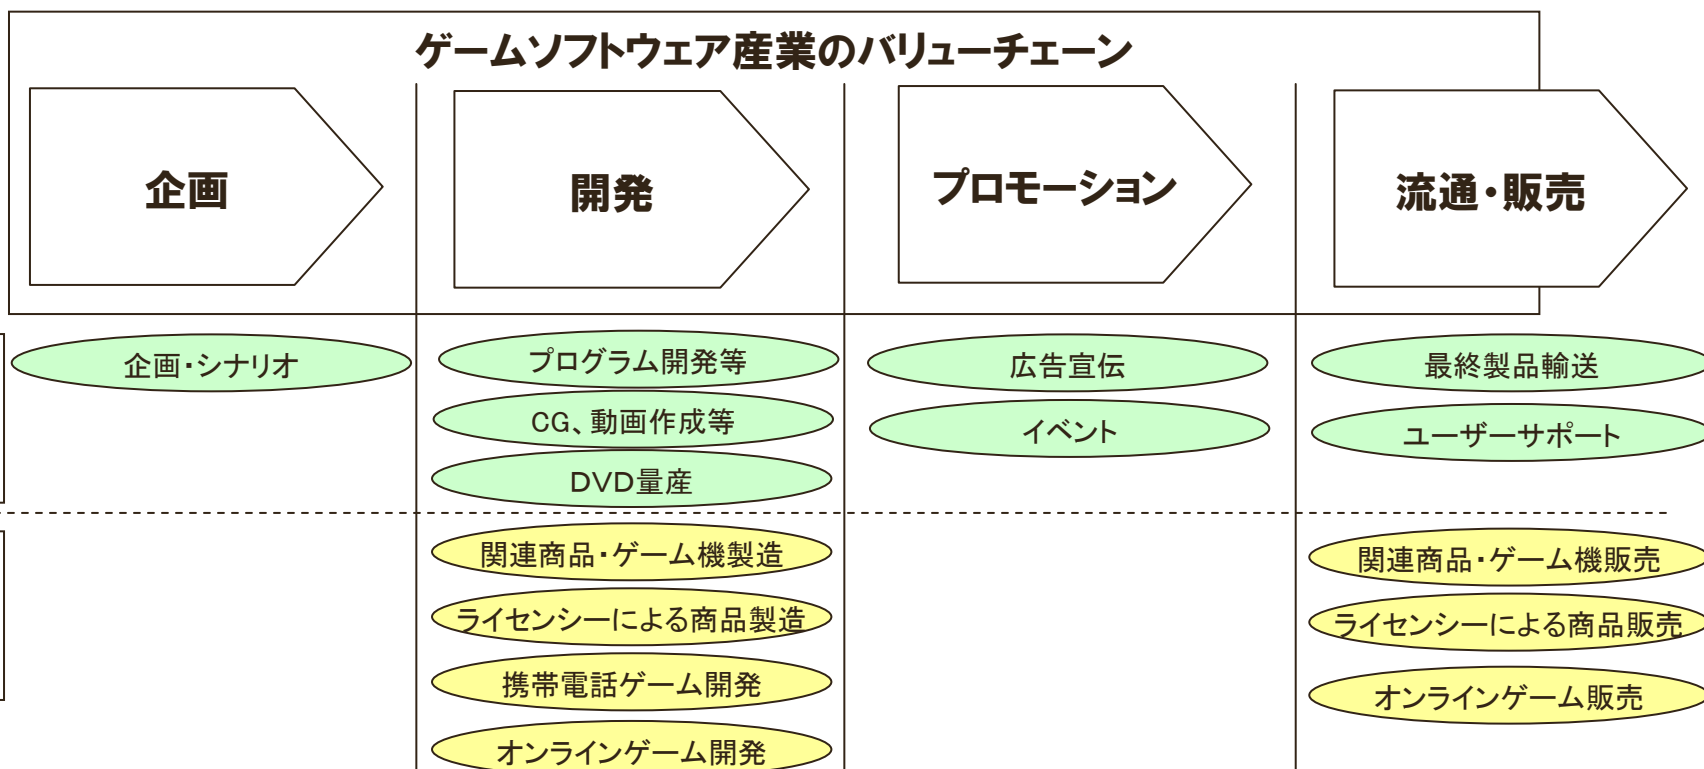 ゲームソフトウェア産業のバリューチェーン
企画
開発
プロモーション
流通・販売
企画・シナリオ
プログラム開発等
広告宣伝
最終製品輸送
CG、動画作成等
イベント
ユーザーサポート
DVD量産
関連商品・ゲーム機製造
関連商品・ゲーム機販売
ライセンシーによる商品製造
ライセンシーによる商品販売
携帯電話ゲーム開発
オンラインゲーム販売
オンラインゲーム開発